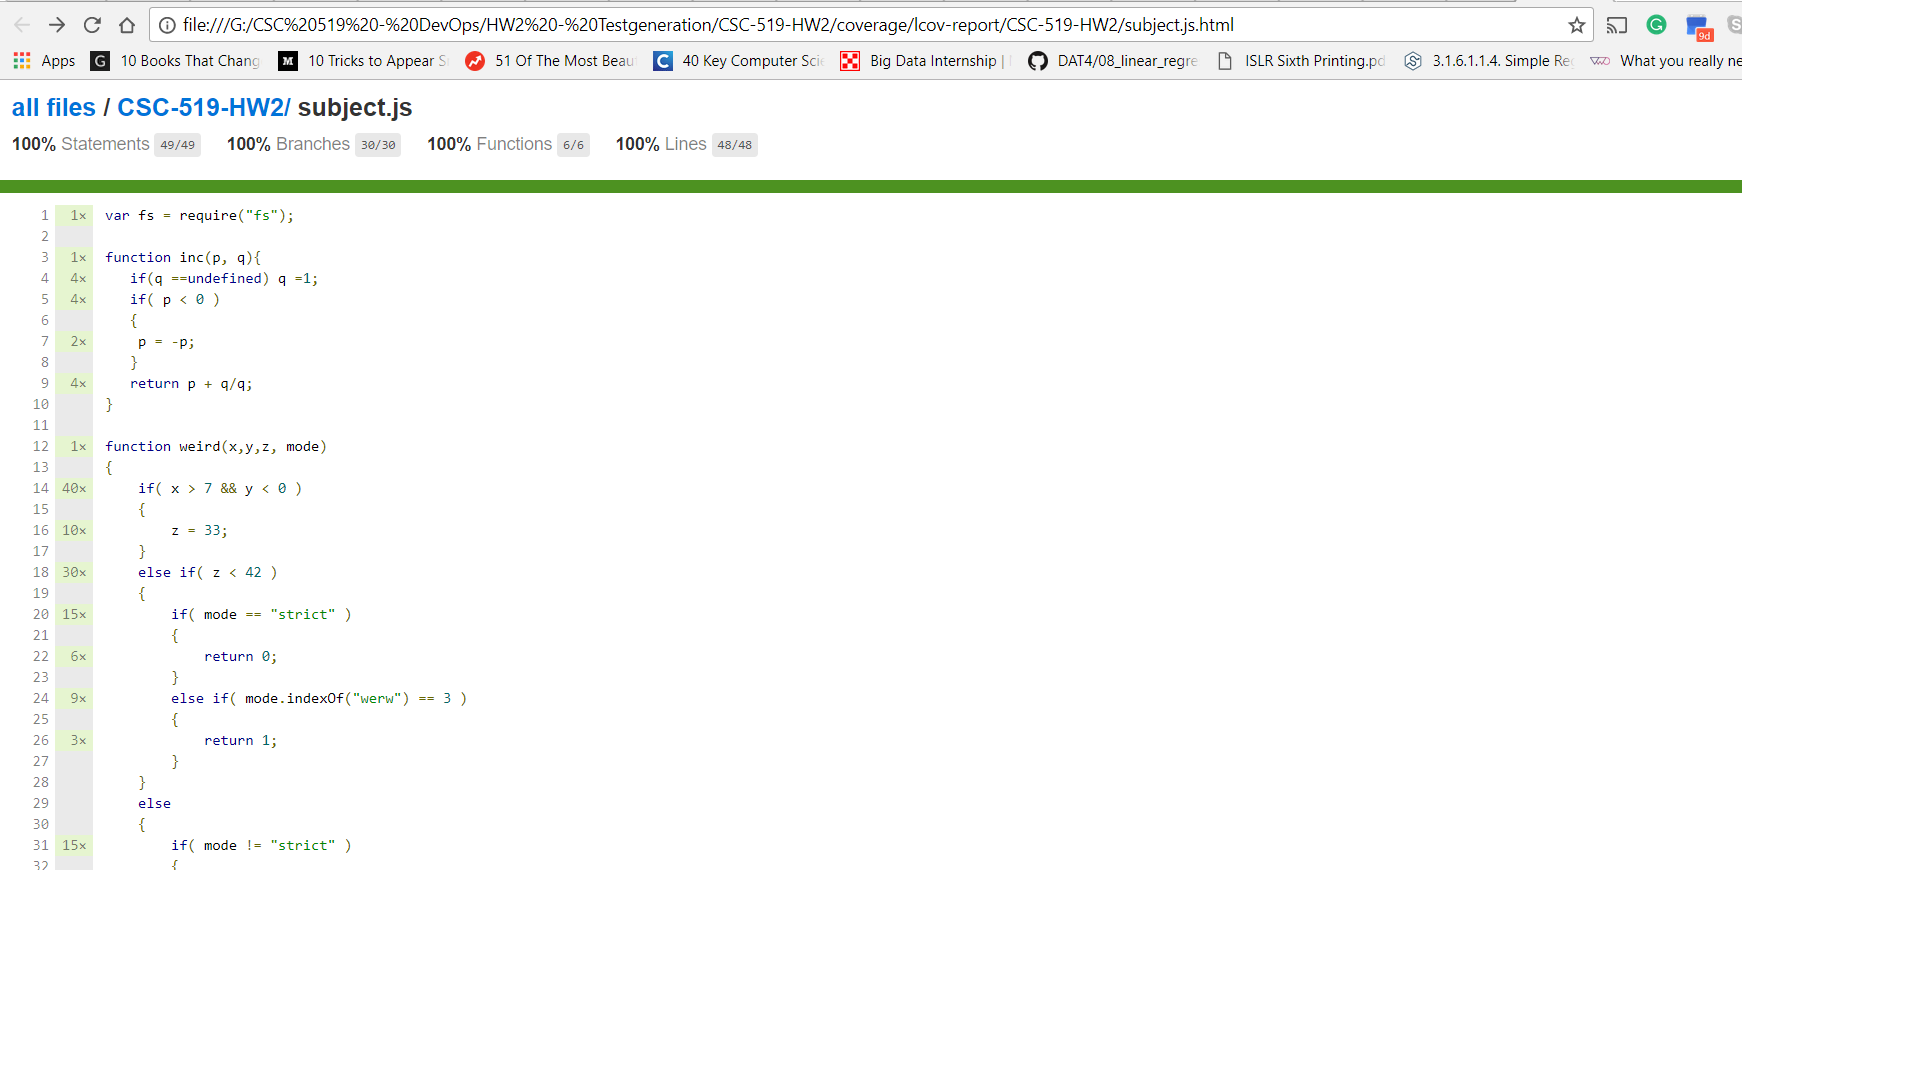 file:///G:/CSC%20519%20-%20DevOps/HW2%20-%20Testgeneration/CSC-519-HW2/coverage/lcov-report/CSC-519-HW2/subject.js.html
9d
Apps G 10 Books That Chang M 10 Tricks to Appear S 51 Of The Most Beau C 40 Key Computer Scie Big Data Internship | DAT4/08_linear_regre ISLR Sixth Printing.pd 3.1.6.1.1.4. Simple Re What you really ne
all files / CSC-519-HW2/ subject.js
100% Statements 49/49 100% Branches 30/30 100% Functions 6/6 100% Lines 48/48
1 1× var fs = require("fs");
2
3 1× function inc(p, q){
4 4× if(q ==undefined) q =1;
5 4× if( p < 0 )
6 {
7 2× p = -p;
8 }
9 4× return p + q/q;
10 }
11
12 1× function weird(x,y,z, mode)
13 {
14 40× if( x > 7 && y < 0 )
15 {
16 10× z = 33;
17 }
18 30× else if( z < 42 )
19 {
20 15× if( mode == "strict" )
21 {
22 6× return 0;
23 }
24 9× else if( mode.indexOf("werw") == 3 )
25 {
26 3× return 1;
27 }
28 }
29 else
30 {
31 15× if( mode != "strict" )
32 {